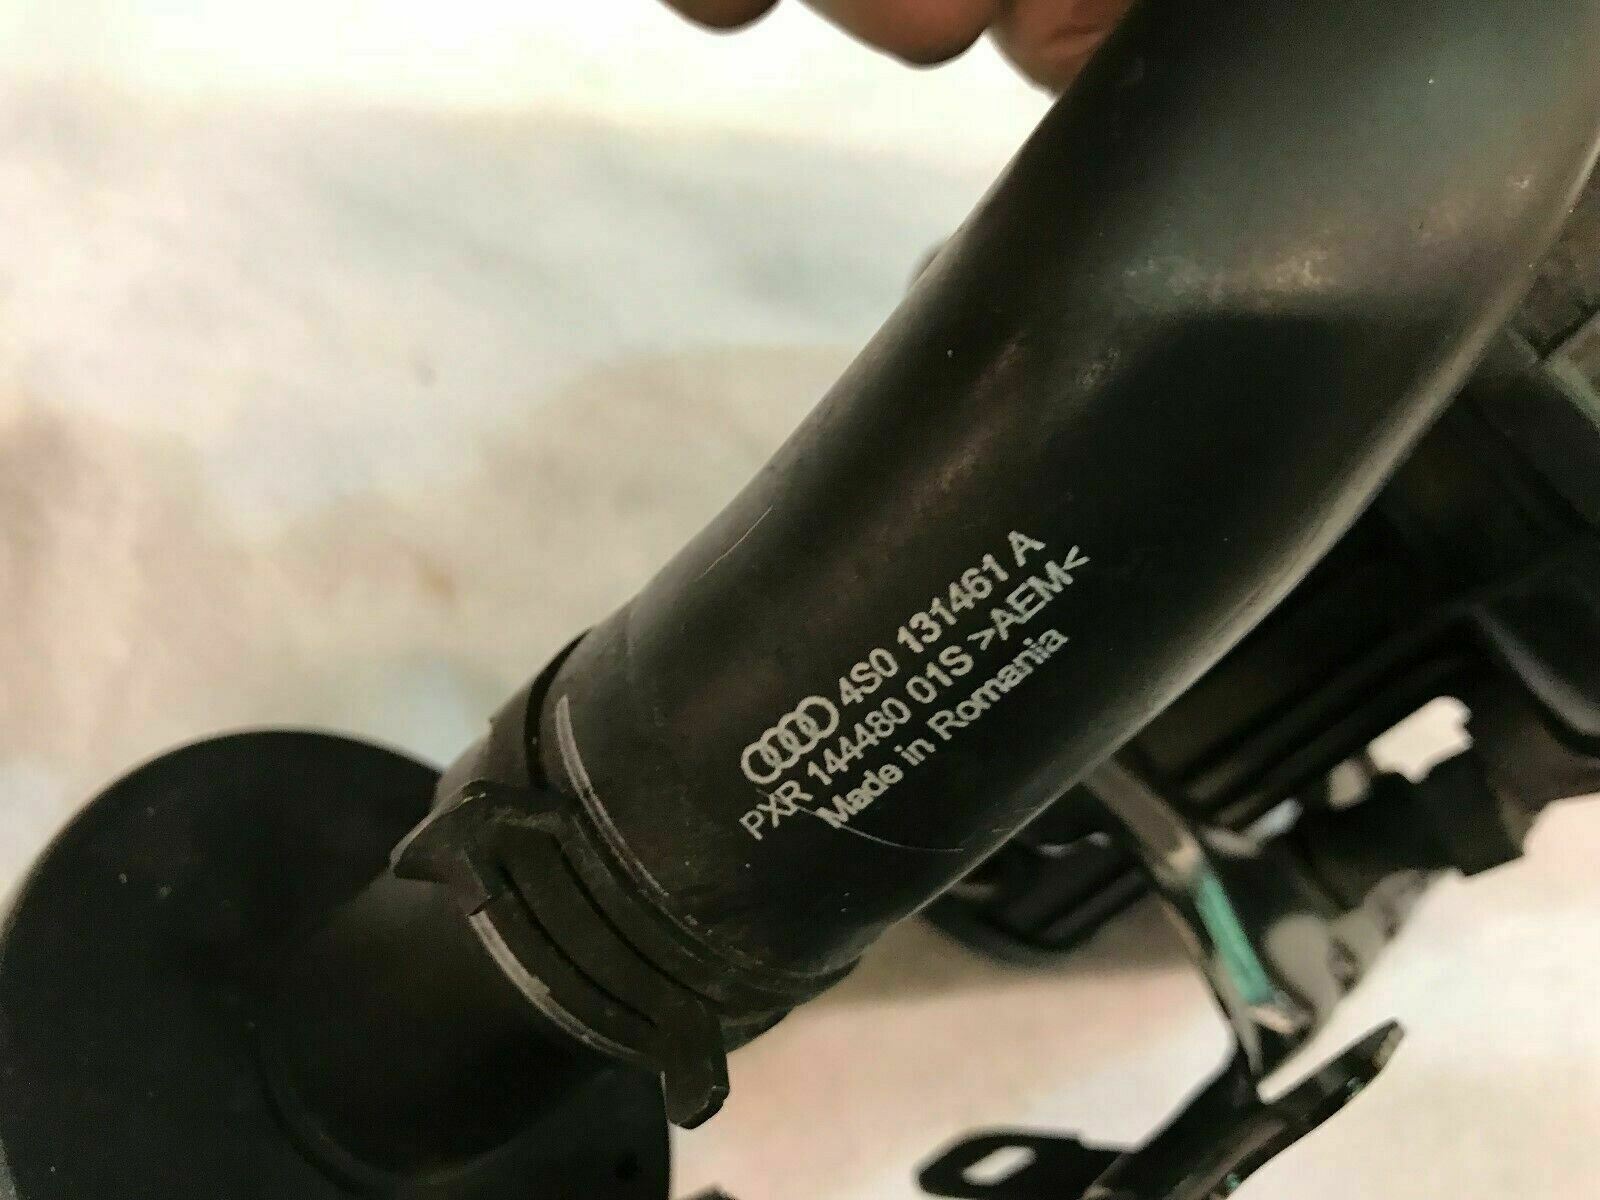 4S0 131461 A
PXR 144480 01S >AEM<
Made in Romania